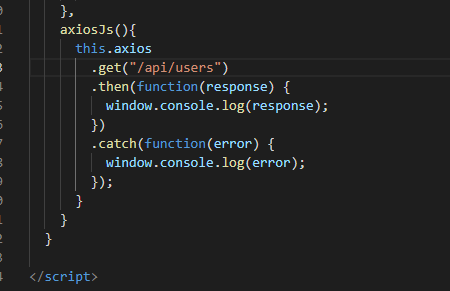 },
axiosJs(){
this.axios
.get("/api/users")
.then(function(response) {
window.console.log(response);
})
.catch(function(error) {
window.console.log(error);
});
}
}
}
</script>